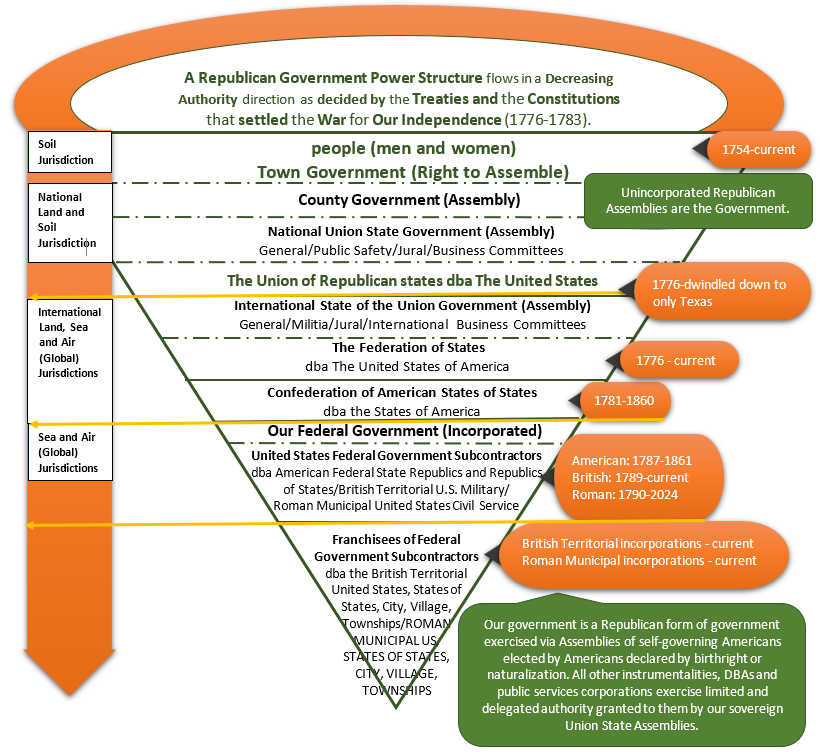 A Republican Government Power Structure flows in a Decreasing
Authority direction as decided by the Treaties and the Constitutions
that settled the War for Our Independence (1776-1783).
Soil
Jurisdiction
people (men and women)
Town Government (Right to Assemble)
1754-current
National
Land and
Soil
Jurisdiction
County Government (Assembly)
Unincorporated Republican
Assemblies are the Government.
National Union State Government (Assembly)
General/Public Safety/Jural/Business Committees
The Union of Republican states dba The United States
1776-dwindled down to
only Texas
International
Land, Sea
and Air
(Global)
Jurisdictions
International State of the Union Government (Assembly)
General/Militia/Jural/International Business Committees
The Federation of States
dba The United States of America
1776 - current
Confederation of American States of States
dba the States of America
1781-1860
Sea and Air
(Global)
Jurisdictions
Our Federal Government (Incorporated)
United States Federal Government Subcontractors
dba American Federal State Republics and Republics
of States/British Territorial U.S. Military/
Roman Municipal United States Civil Service
American: 1787-1861
British: 1789-current
Roman: 1790-2024
Franchisees of Federal
Government Subcontractors
dba the British Territorial
United States, States of
States, City, Village,
Townships/ROMAN
MUNICIPAL US
STATES OF STATES,
CITY, VILLAGE,
TOWNSHIPS
British Territorial incorporations - current
Roman Municipal incorporations - current
Our government is a Republican form of government
exercised via Assemblies of self-governing Americans
elected by Americans declared by birthright or
naturalization. All other instrumentalities, DBAs and
public services corporations exercise limited and
delegated authority granted to them by our sovereign
Union State Assemblies.